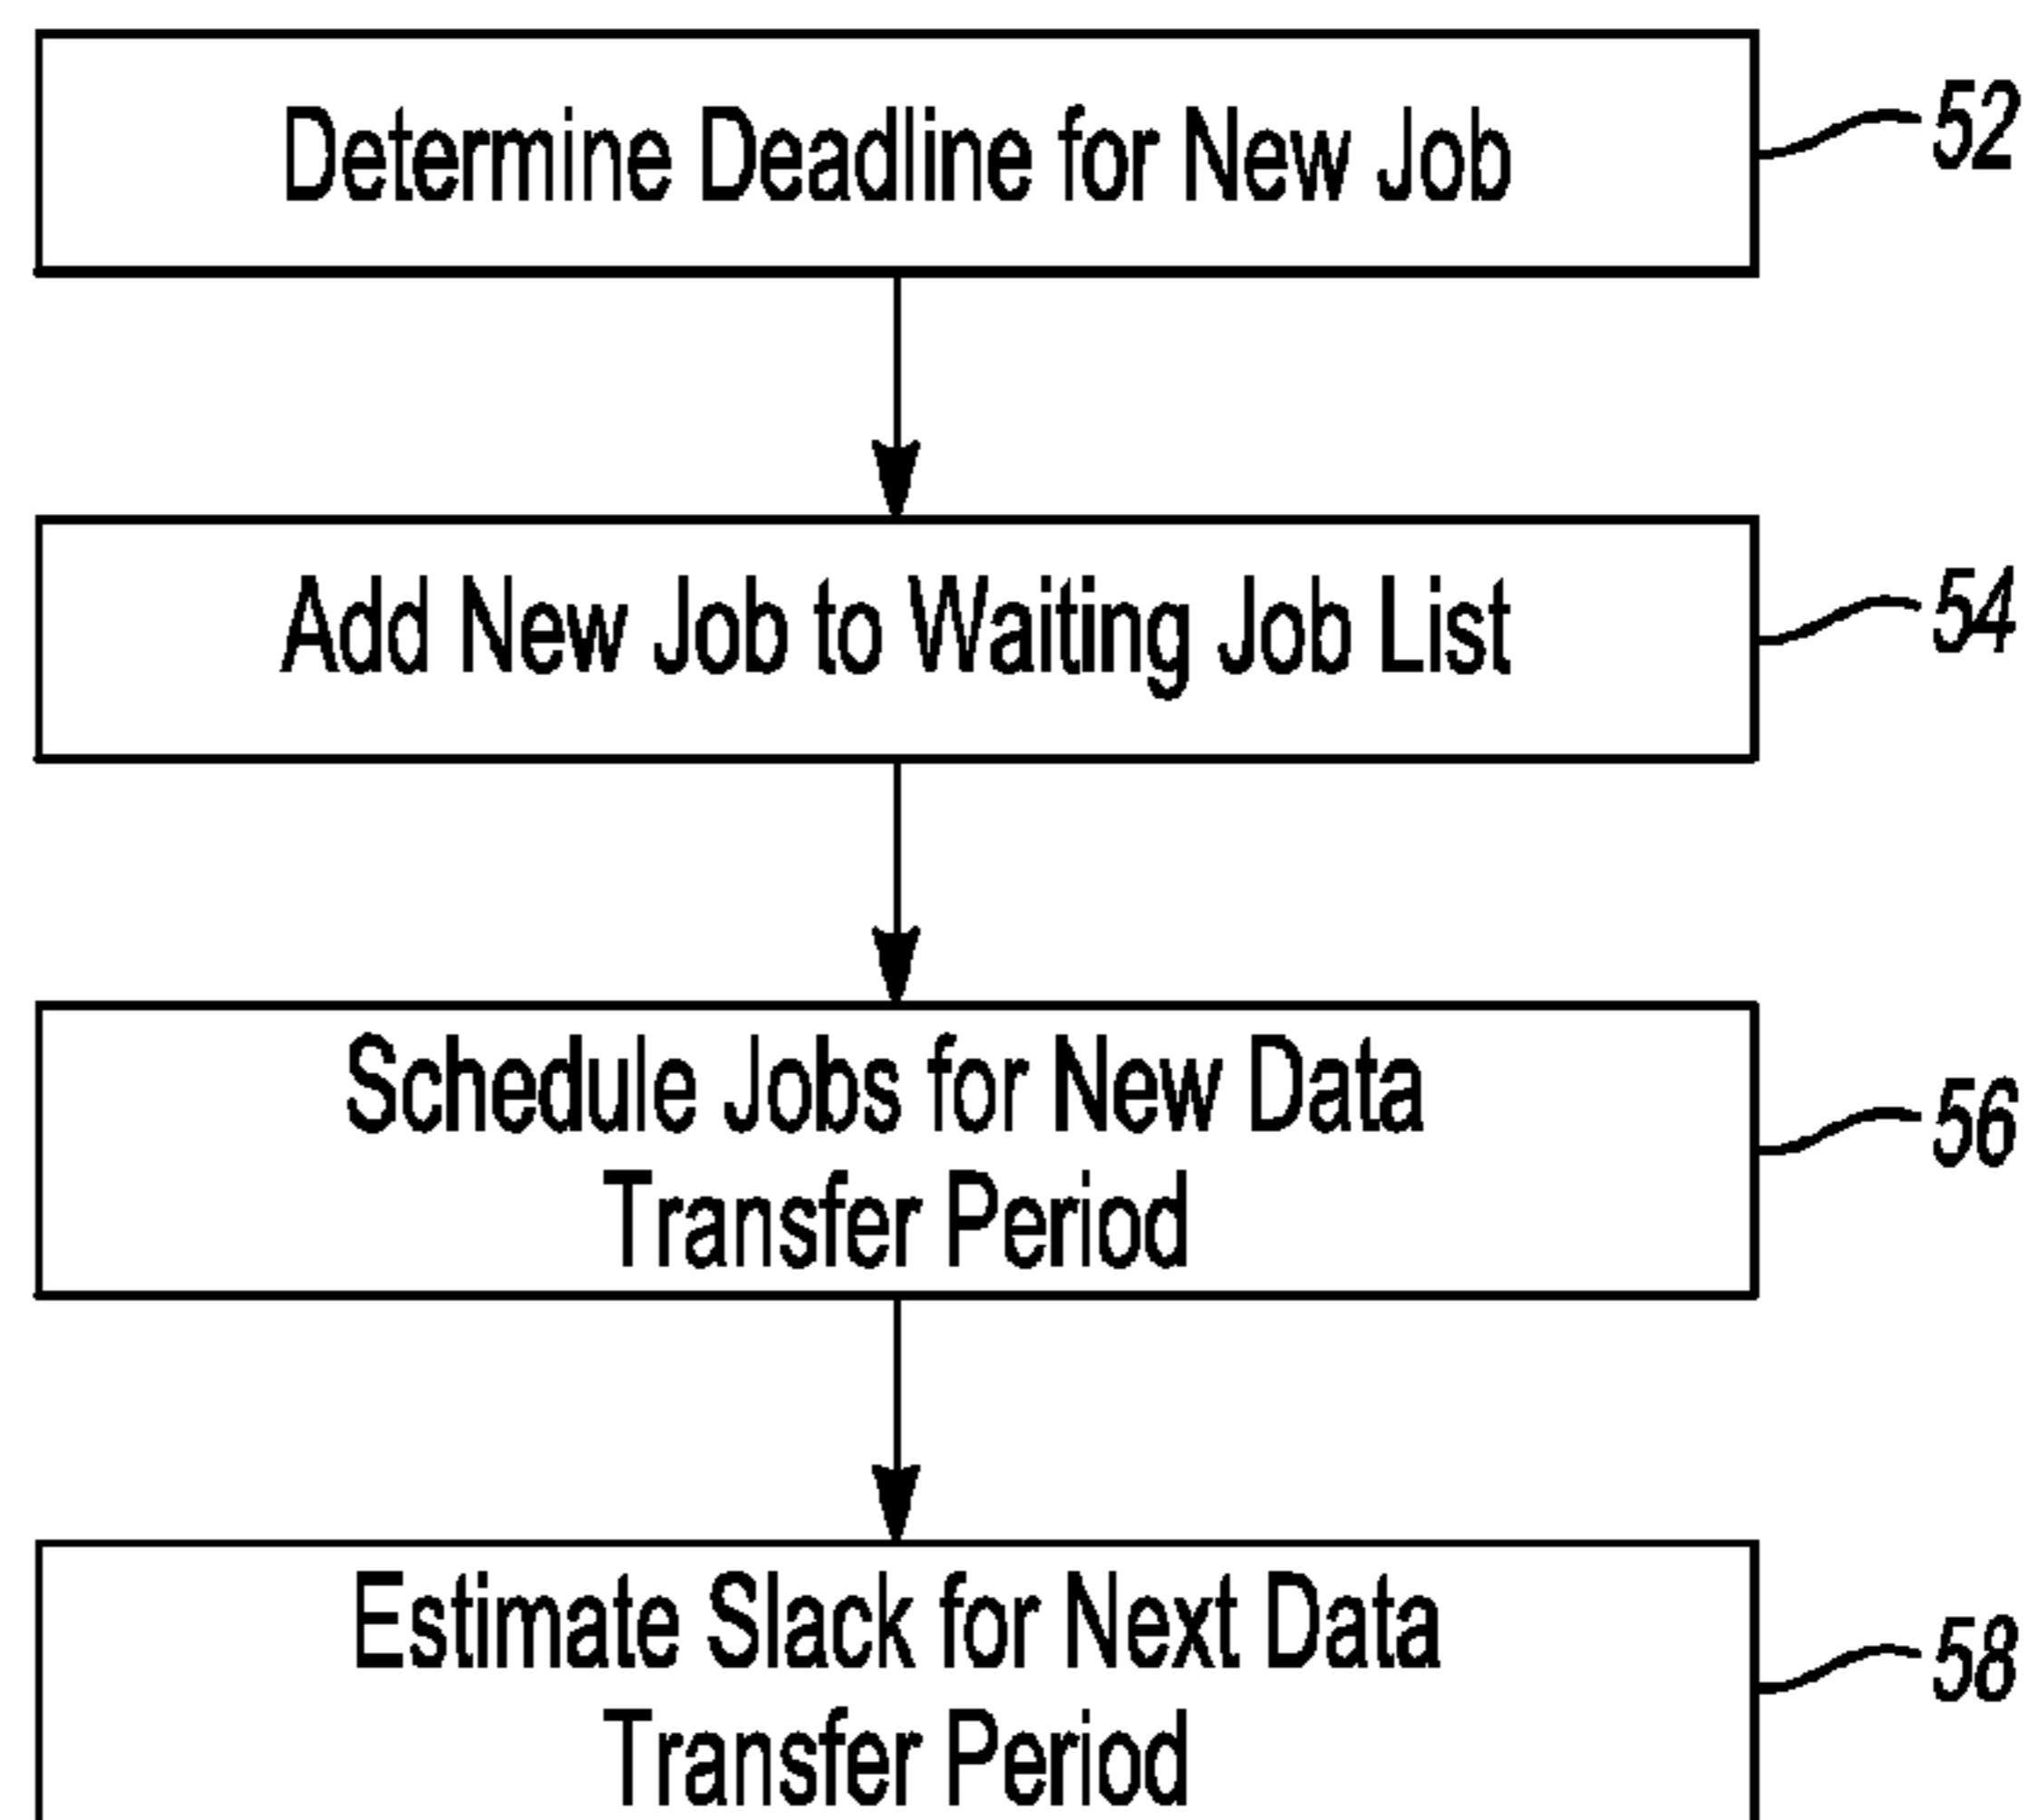 Determine Deadline for New Job
52
Add New Job to Waiting Job List
54
Schedule Jobs for New Data
Transfer Period
56
Estimate Slack for Next Data
Transfer Period
58